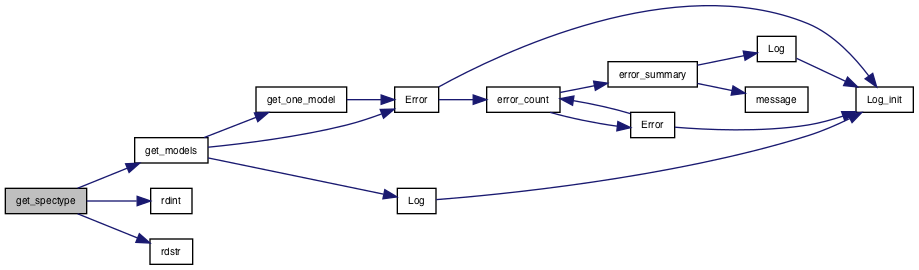 get_spectype
get_models
rdint
rdstr
get_one_model
Error
Log
error_count
error_summary
Error
Log
message
Log_init